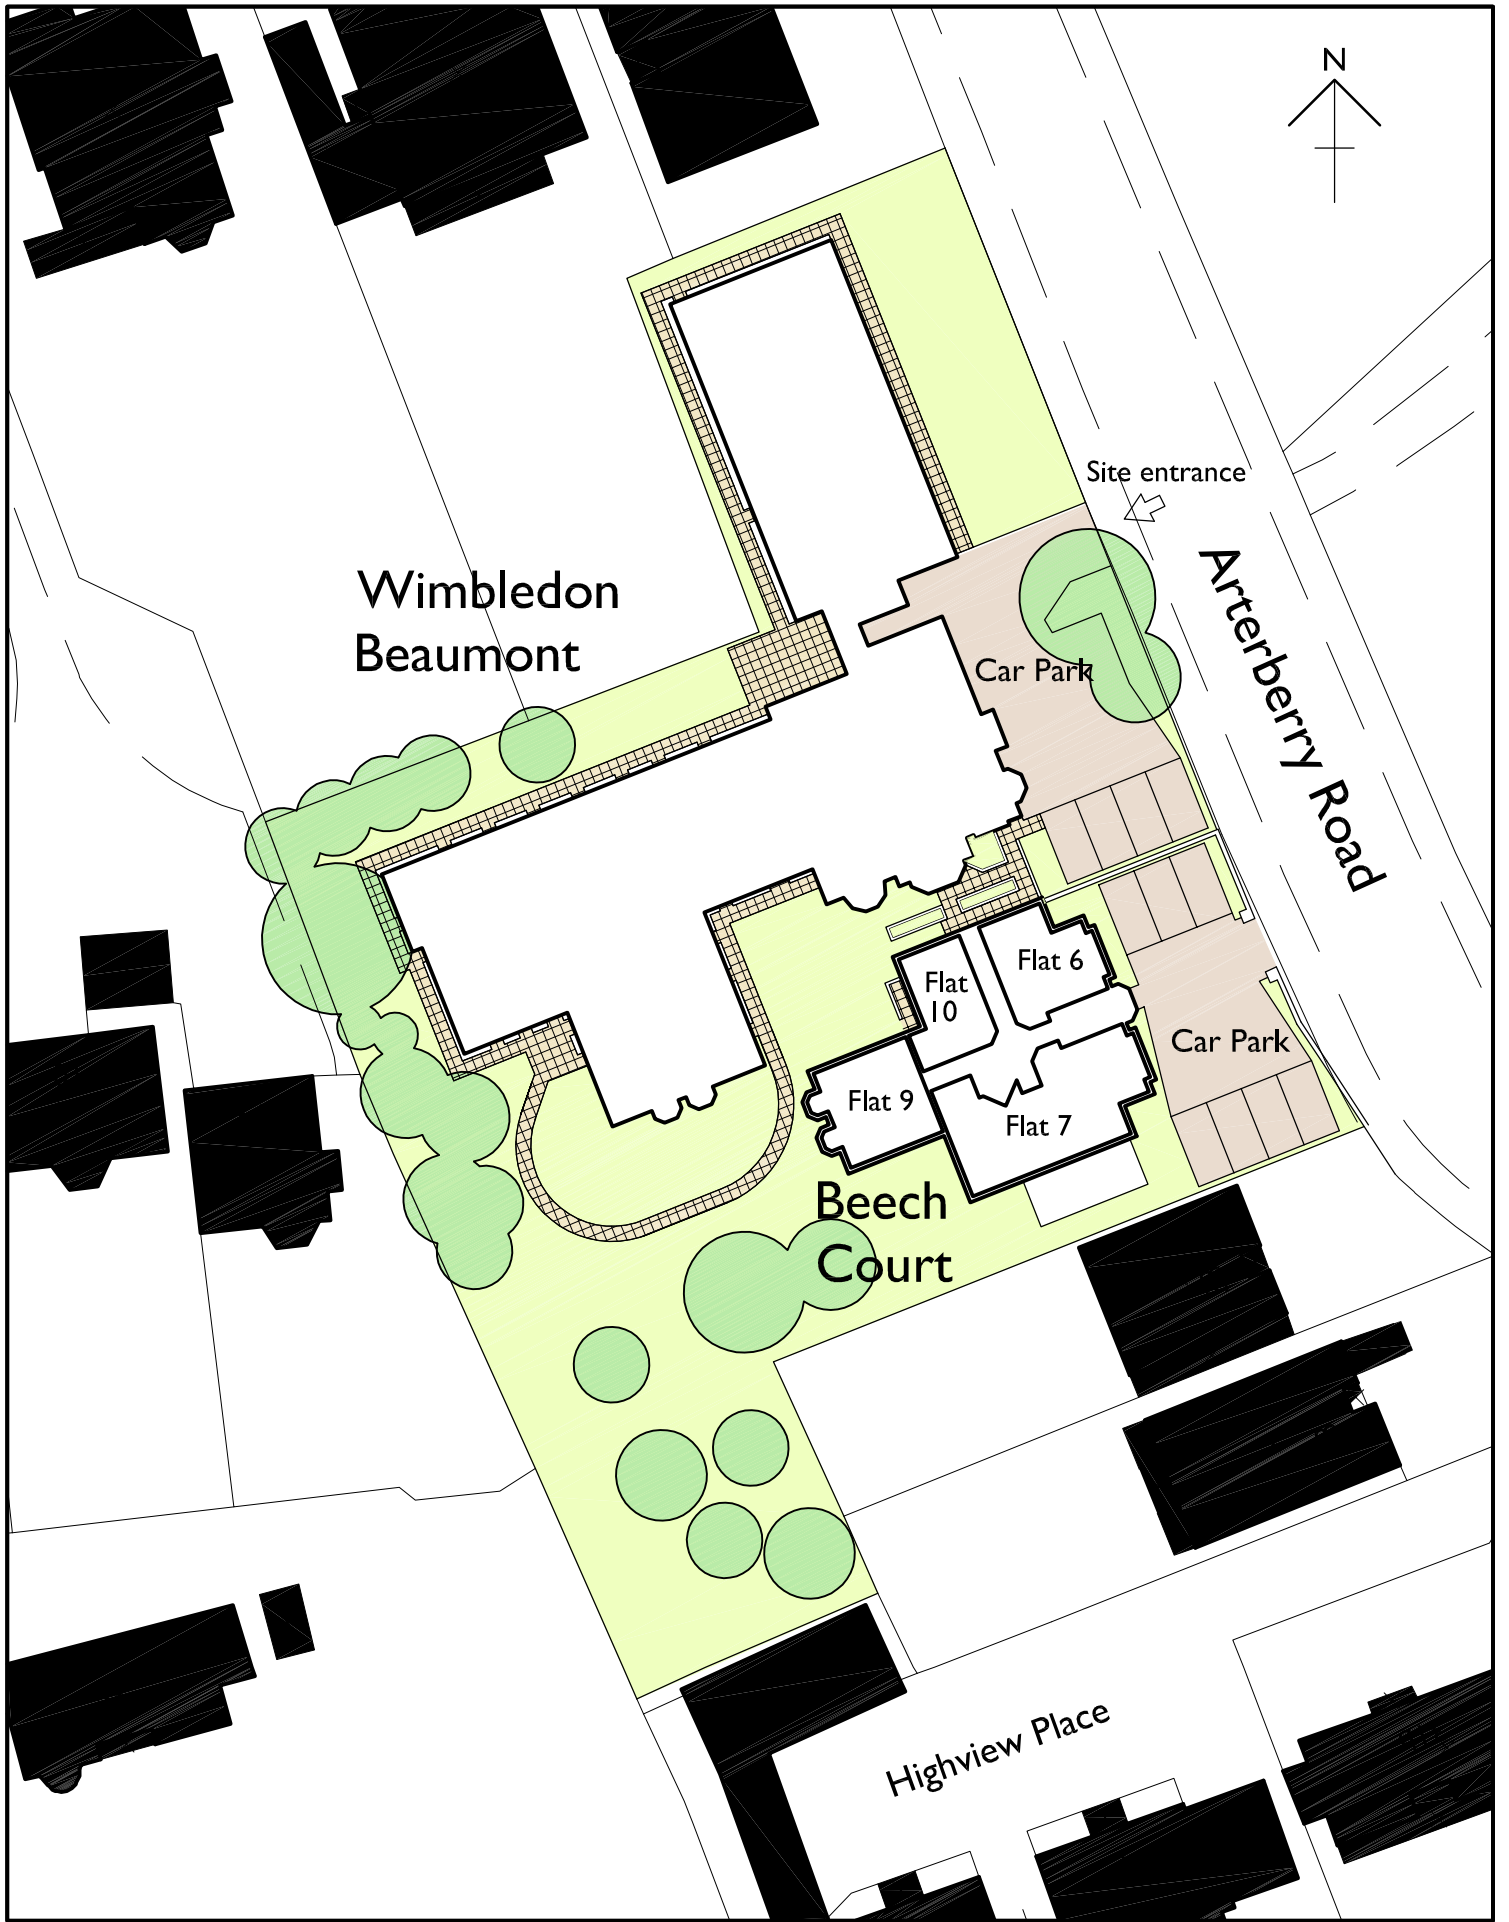 N
Site entrance
Wimbledon
Beaumont
Arterberry Road
Car Park
Flat 6
Flat
10
Car Park
Flat 9
Flat 7
Beech
Court
Highview Place